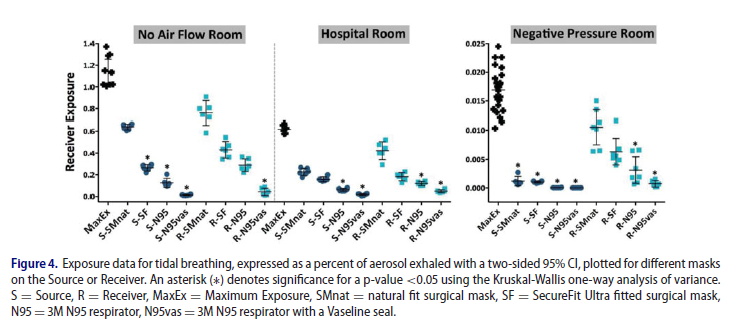 No Air Flow Room
Hospital Room
Negative Pressure Room
Receiver Exposure
1.4
1.2
1.0
0.8
0.6
0.4
0.2
0.0
MaxEx
S-SMnat
S-SF
S-N95
S-N95vas
R-SMnat
R-SF
R-N95
R-N95vas
MaxEx
S-SMnat
S-SF
S-N95
S-N95vas
R-SMnat
R-SF
R-N95
R-N95vas
0.025
0.020
0.015
0.010
0.005
0.000
MaxEx
S-SMnat
S-SF
S-N95
S-N95vas
R-SMnat
R-SF
R-N95
R-N95vas
* * * * * * *
* * * * * *
Figure 4. Exposure data for tidal breathing, expressed as a percent of aerosol exhaled with a two-sided 95% CI, plotted for different masks
on the Source or Receiver. An asterisk (*) denotes significance for a p-value <0.05 using the Kruskal-Wallis one-way analysis of variance.
S = Source, R = Receiver, MaxEx = Maximum Exposure, SMnat = natural fit surgical mask, SF = SecureFit Ultra fitted surgical mask,
N95 = 3M N95 respirator, N95vas = 3M N95 respirator with a Vaseline seal.